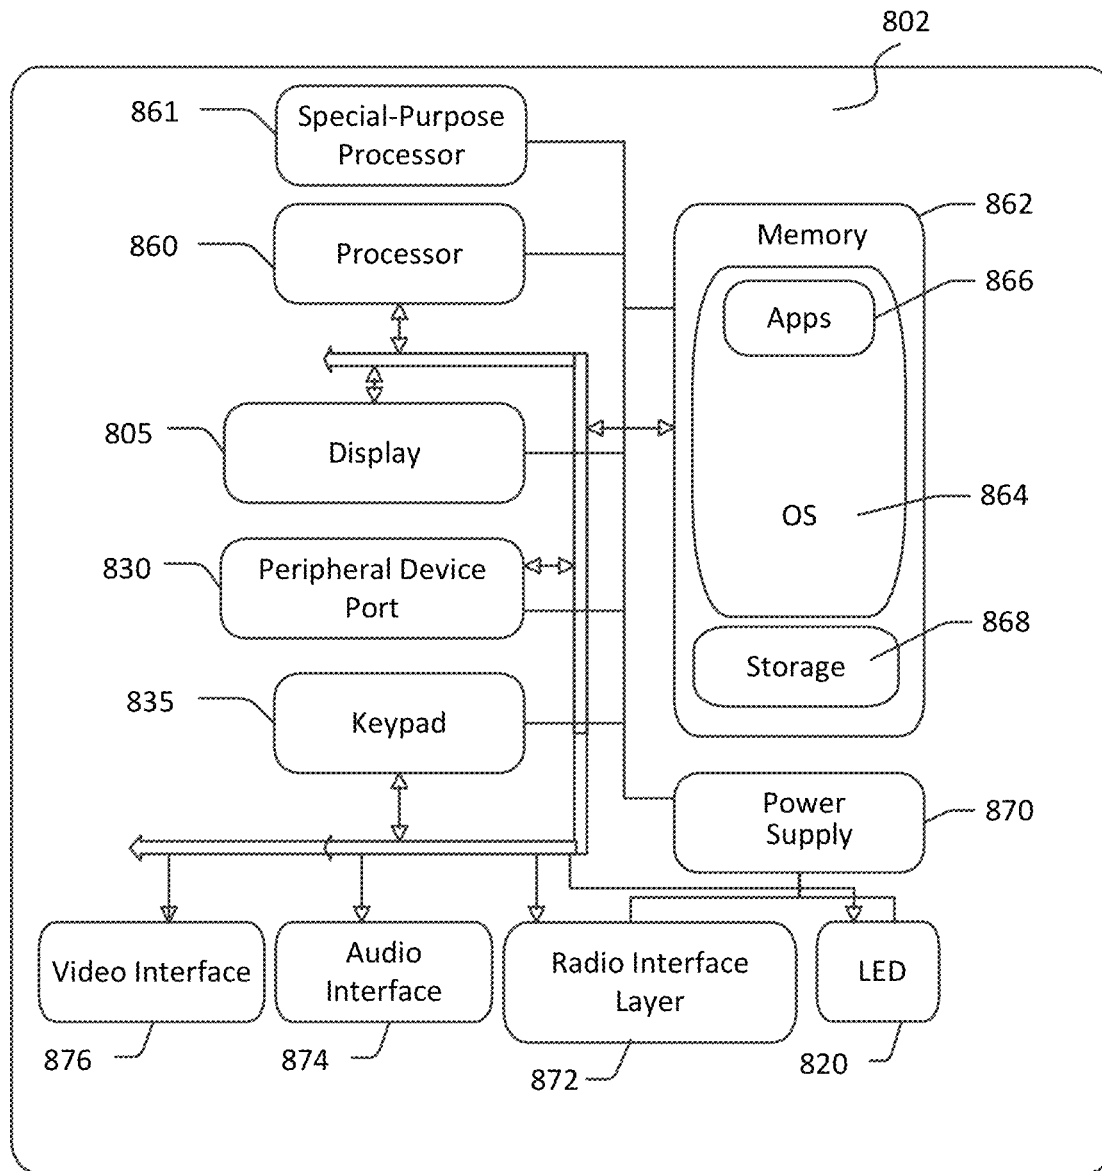 802
861
Special-Purpose
Processor
862
Memory
860
Processor
866
Apps
805
Display
864
OS
830
Peripheral Device
Port
868
Storage
835
Keypad
870
Power
Supply
Video Interface
Audio
Interface
Radio Interface
Layer
LED
876
874
872
820